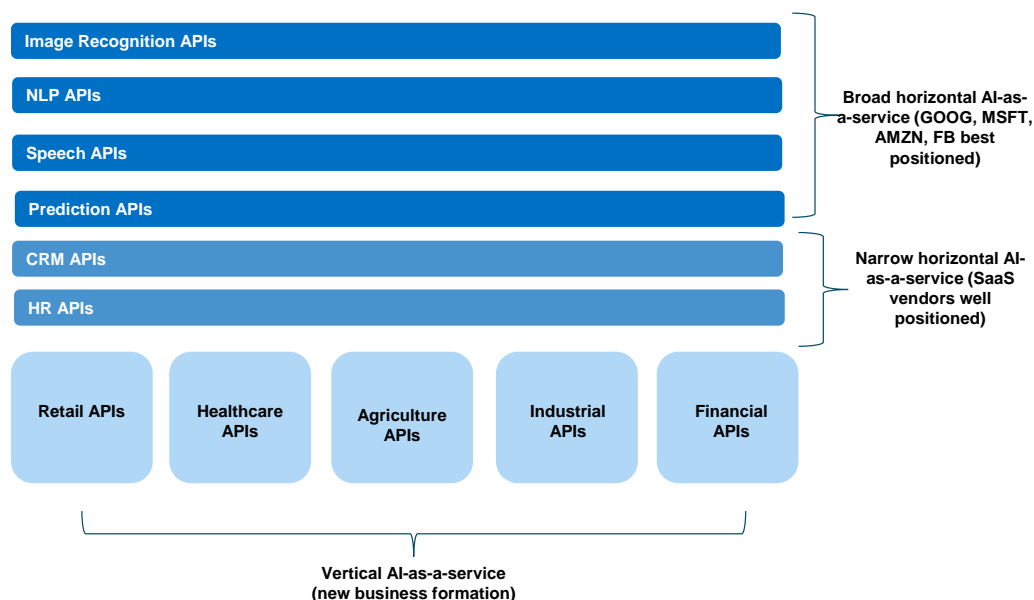 Image Recognition APIs
NLP APIs
Speech APIs
Prediction APIs
Broad horizontal AI-as-
a-service (GOOG, MSFT,
AMZN, FB best
positioned)
CRM APIs
HR APIs
Narrow horizontal AI-
as-a-service (SaaS
vendors well
positioned)
Retail APIs
Healthcare
APIs
Agriculture
APIs
Industrial
APIs
Financial
APIs
Vertical AI-as-a-service
(new business formation)